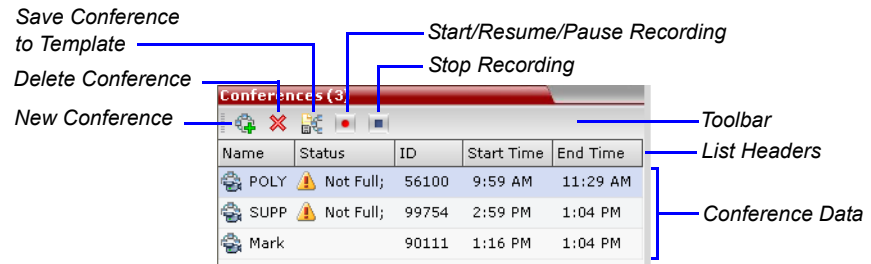 Save Conference
to Template
Start/Resume/Pause Recording
Delete Conference
Stop Recording
New Conference
Conferences (3)
Toolbar
Name Status ID Start Time End Time
List Headers
POLY Not Full; 56100 9:59 AM 11:29 AM
SUPP Not Full; 99754 2:59 PM 1:04 PM
Conference Data
Mark 90111 1:16 PM 1:04 PM